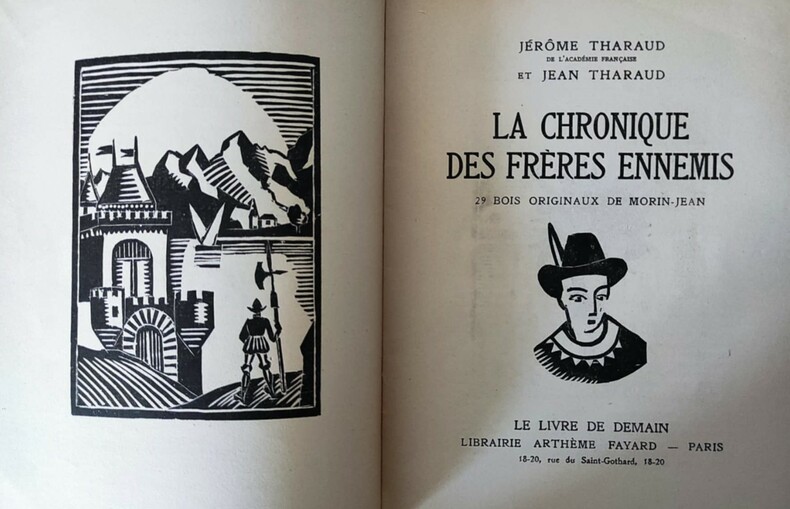 JÉRÔME THARAUD
DE L'ACADÉMIE FRANÇAISE
ET JEAN THARAUD
LA CHRONIQUE
DES FRÈRES ENNEMIS
29 BOIS ORIGINAUX DE MORIN-JEAN
LE LIVRE DE DEMAIN
LIBRAIRIE ARTHÈME FAYARD — PARIS
18-20, rue du Saint-Gothard, 18-20